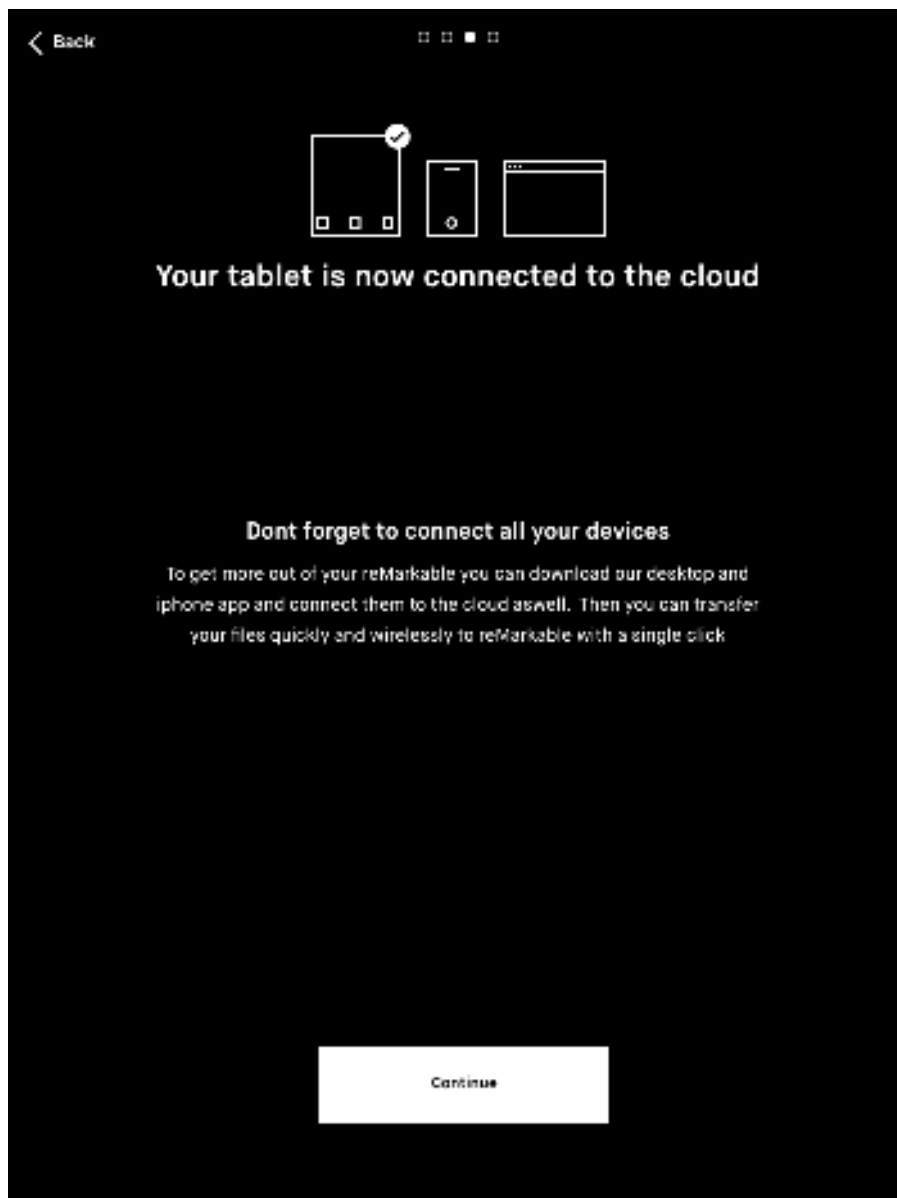 Back
Your tablet is now connected to the cloud
Dont forget to connect all your devices
To get more out of your reMarkable you can download our desktop and
iphone app and connect them to the cloud aswell. Then you can transfer
your files quickly and wirelessly to reMarkable with a single click
Continue